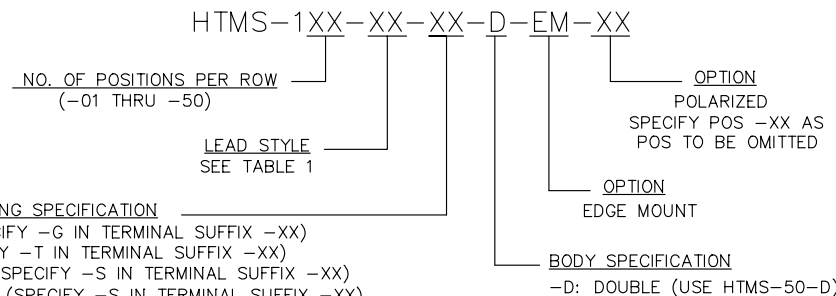 HTMS-1XX-XX-XX-D-EM-XX
NO. OF POSITIONS PER ROW
(-01 THRU -50)
LEAD STYLE
SEE TABLE 1
SPECIFICATION
-G IN TERMINAL SUFFIX -XX)
-T IN TERMINAL SUFFIX -XX)
SPECIFY -S IN TERMINAL SUFFIX -XX)
(SPECIFY -S IN TERMINAL SUFFIX -XX)
OPTION
POLARIZED
SPECIFY POS -XX AS
POS TO BE OMITTED
OPTION
EDGE MOUNT
BODY SPECIFICATION
-D: DOUBLE (USE HTMS-50-D)